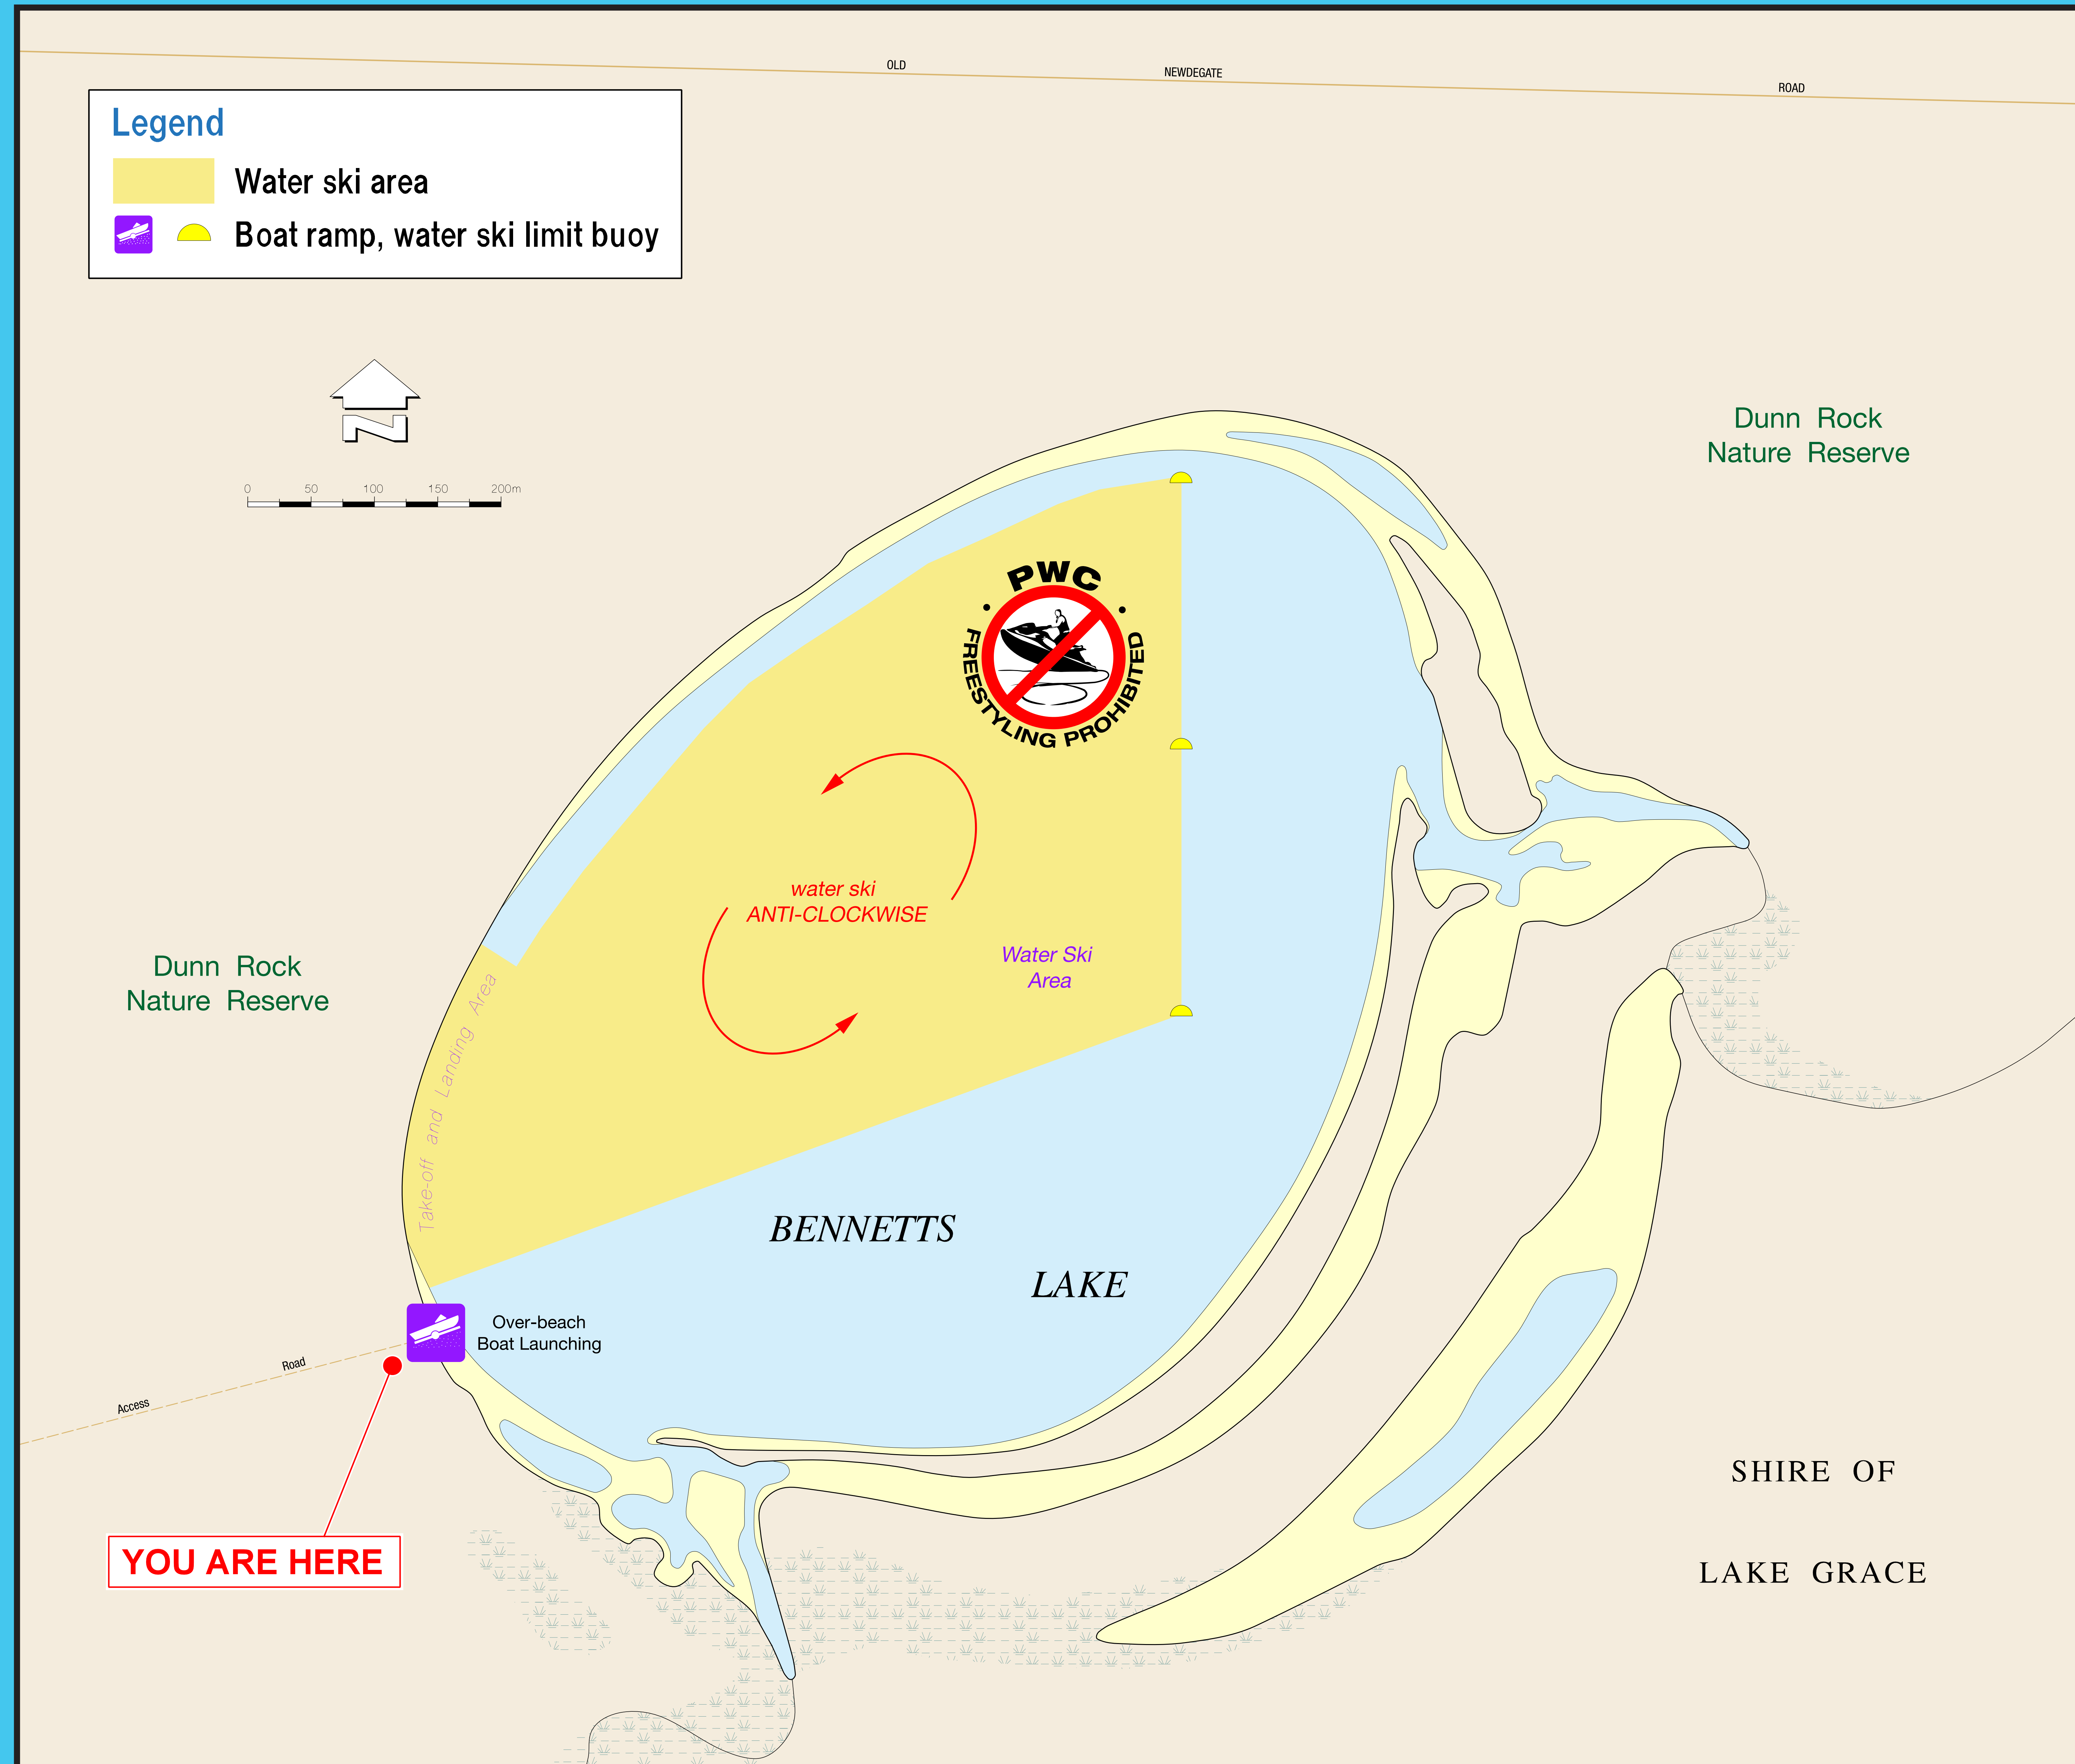 OLD NEWDEGATE ROAD
Legend
Water ski area
Boat ramp, water ski limit buoy
N
0 50 100 150 200m
Dunn Rock
Nature Reserve
PWC
FREESTYLING PROHIBITED
water ski
ANTI-CLOCKWISE
Water Ski
Area
Dunn Rock
Nature Reserve
Take-off and Landing Area
BENNETTS
LAKE
Over-beach
Boat Launching
Access Road
YOU ARE HERE
SHIRE OF
LAKE GRACE